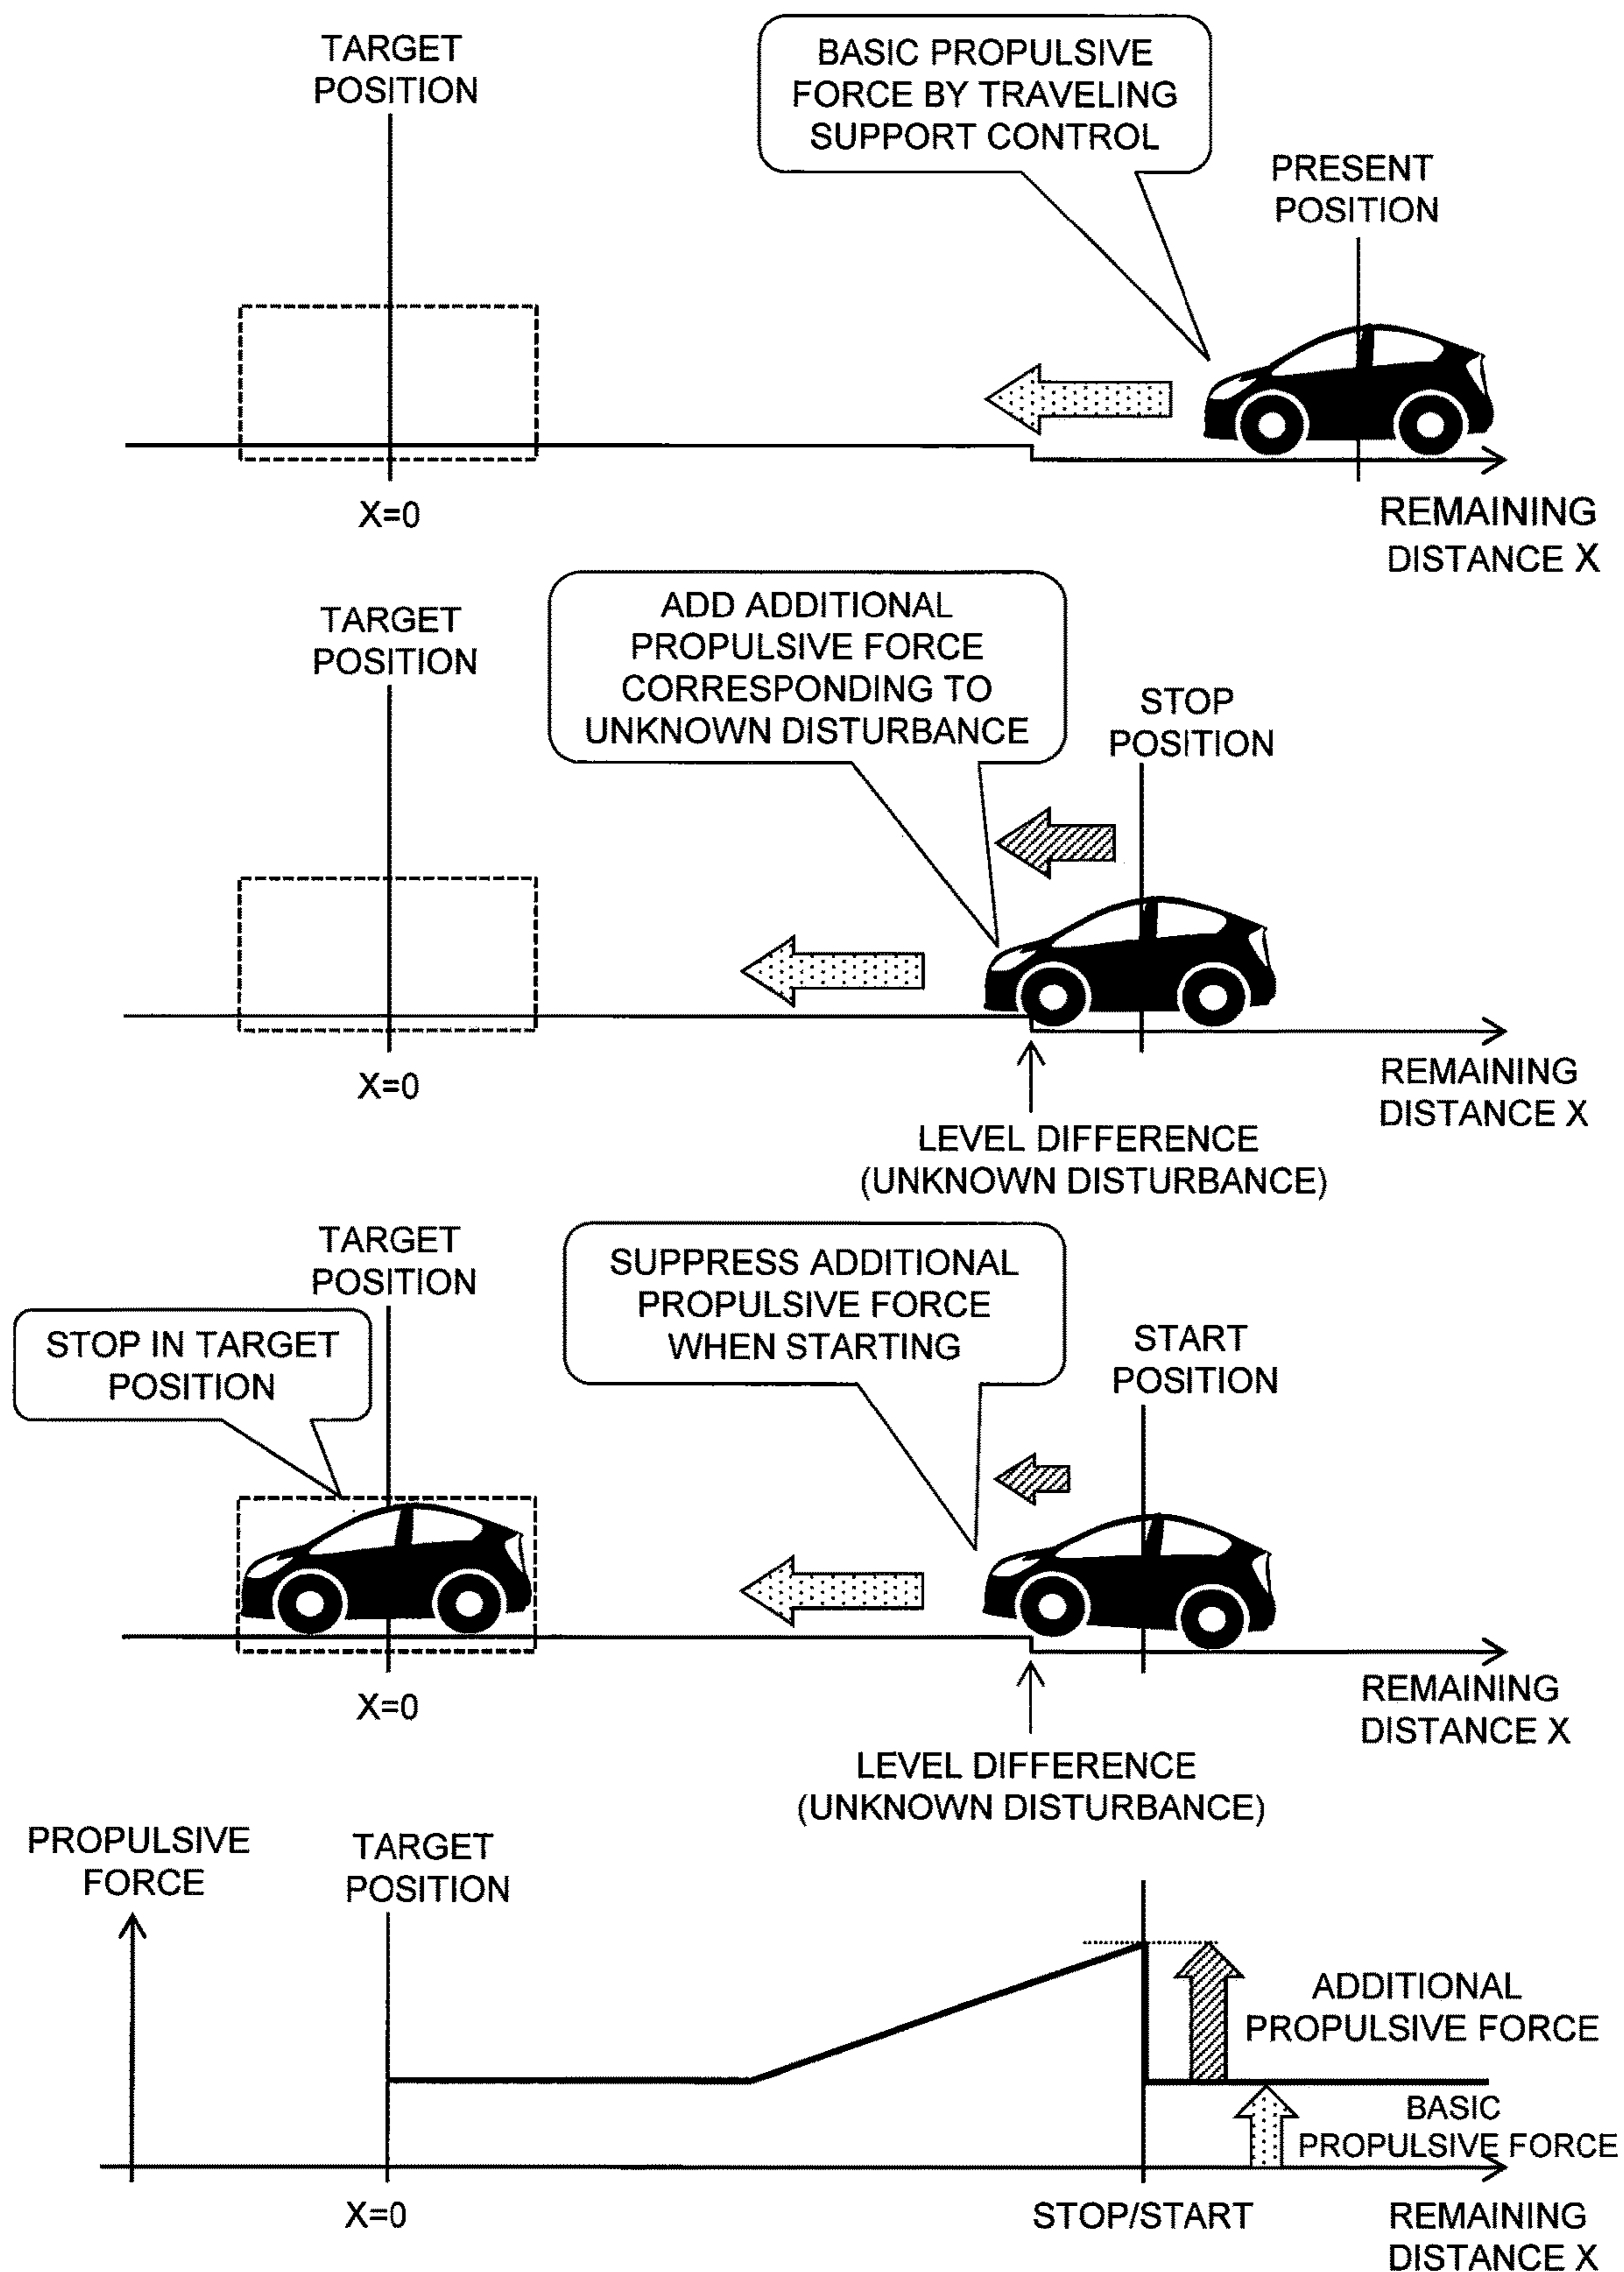 TARGET
POSITION
BASIC PROPULSIVE
FORCE BY TRAVELING
SUPPORT CONTROL
PRESENT
POSITION
X=0
REMAINING
DISTANCE X
TARGET
POSITION
ADD ADDITIONAL
PROPULSIVE FORCE
CORRESPONDING TO
UNKNOWN DISTURBANCE
STOP
POSITION
X=0
REMAINING
DISTANCE X
LEVEL DIFFERENCE
(UNKNOWN DISTURBANCE)
TARGET
POSITION
STOP IN TARGET
POSITION
SUPPRESS ADDITIONAL
PROPULSIVE FORCE
WHEN STARTING
START
POSITION
X=0
REMAINING
DISTANCE X
LEVEL DIFFERENCE
(UNKNOWN DISTURBANCE)
PROPULSIVE
FORCE
TARGET
POSITION
ADDITIONAL
PROPULSIVE FORCE
BASIC
PROPULSIVE FORCE
X=0
STOP/START
REMAINING
DISTANCE X